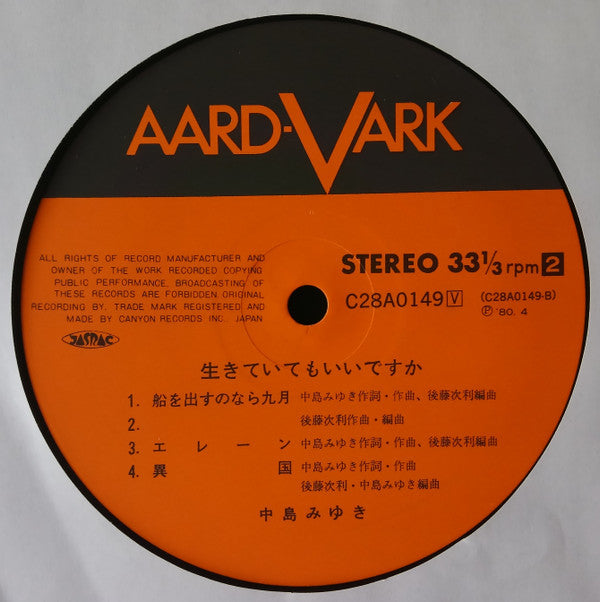 AARD-VARK
ALL RIGHTS OF RECORD MANUFACTURER AND
OWNER OF THE WORK RECORDED COPYING
PUBLIC PERFORMANCE, BROADCASTING OF
THESE RECORDS ARE FORBIDDEN ORIGINAL
RECORDING BY. TRADE MARK REGISTERED AND
MADE BY CANYON RECORDS INC., JAPAN
JASRAC
STEREO 33⅓ rpm 2
C28A0149 V (C28A0149-B)
Ⓟ '80. 4
生きていてもいいですか
1. 船を出すのなら九月 中島みゆき作詞・作曲、後藤次利編曲
2. 後藤次利作曲・編曲
3. エレーン 中島みゆき作詞・作曲、後藤次利編曲
4. 異国 中島みゆき作詞・作曲
後藤次利・中島みゆき編曲
中島みゆき